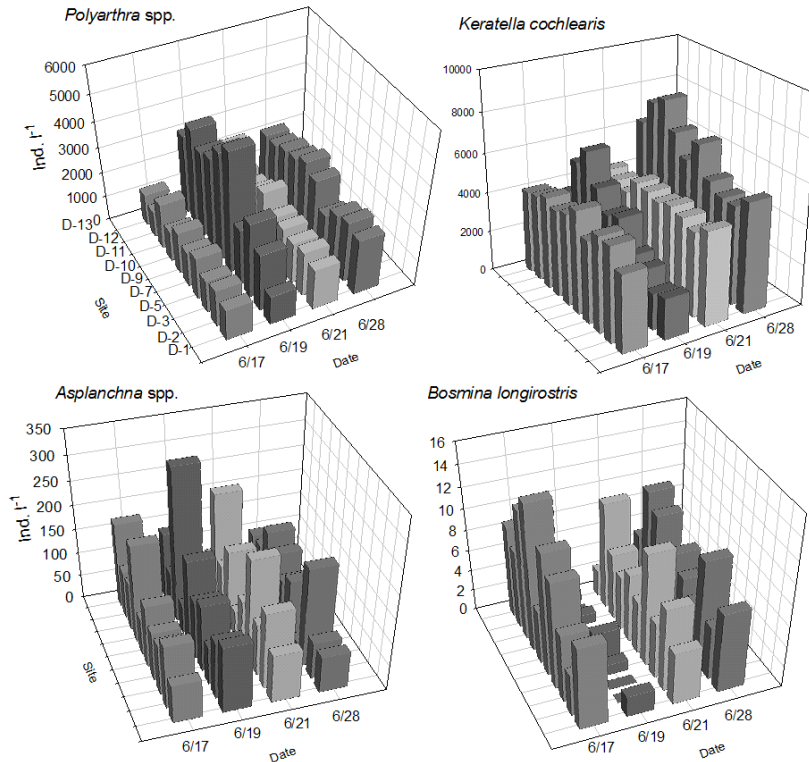 Polyarthra spp.
Ind. l-1
6000
5000
4000
3000
2000
1000
0
D-13
D-12
D-11
D-10
D-9
D-7
D-5
D-3
D-2
D-1
Site
6/17
6/19
6/21
6/28
Date
Keratella cochlearis
10000
8000
6000
4000
2000
0
6/17
6/19
6/21
6/28
Date
Asplanchna spp.
Ind. l-1
350
300
250
200
150
100
50
0
Site
6/17
6/19
6/21
6/28
Date
Bosmina longirostris
16
14
12
10
8
6
4
2
0
6/17
6/19
6/21
6/28
Date